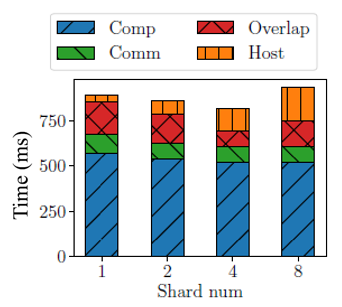 Comp Overlap
Comm Host
Time (ms)
750
500
250
0
1 2 4 8
Shard num